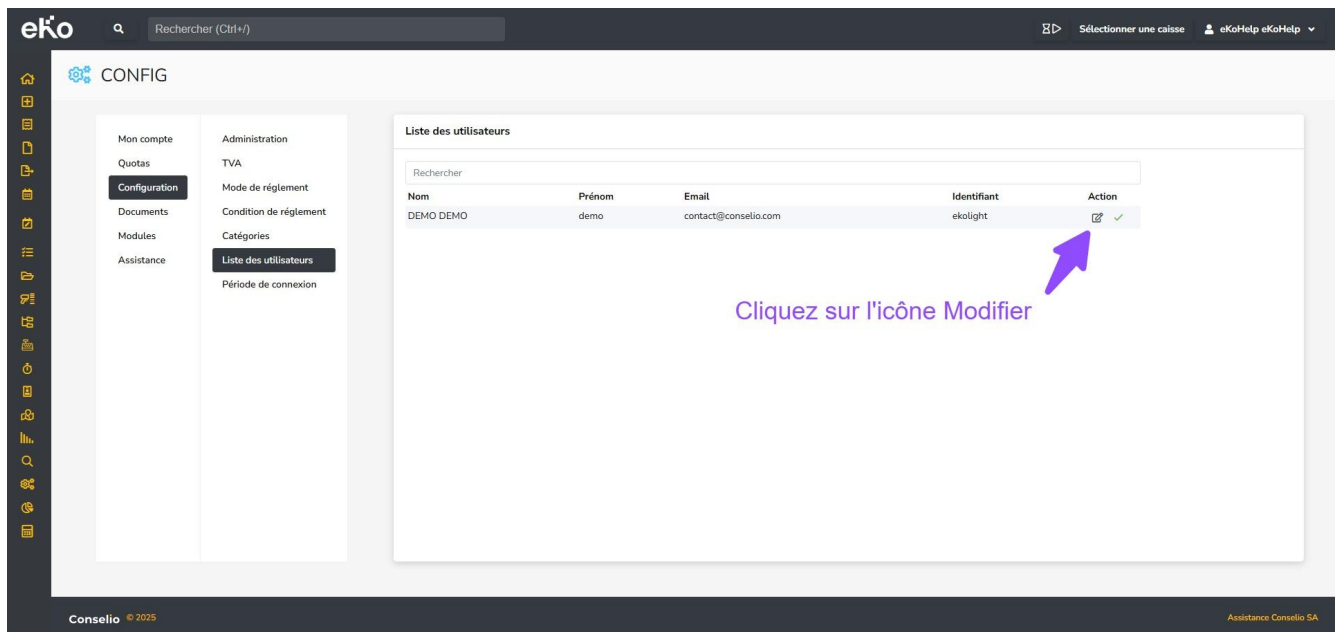 eKo
Rechercher (Ctrl+/)
Sélectionner une caisse
eKoHelp eKoHelp
CONFIG
Mon compte
Quotas
Configuration
Documents
Modules
Assistance
Administration
TVA
Mode de réglement
Condition de réglement
Catégories
Liste des utilisateurs
Période de connexion
Liste des utilisateurs
Rechercher
Nom Prénom Email Identifiant Action
DEMO DEMO demo contact@conselio.com ekolight
Cliquez sur l'icône Modifier
Conselio © 2025
Assistance Conselio SA